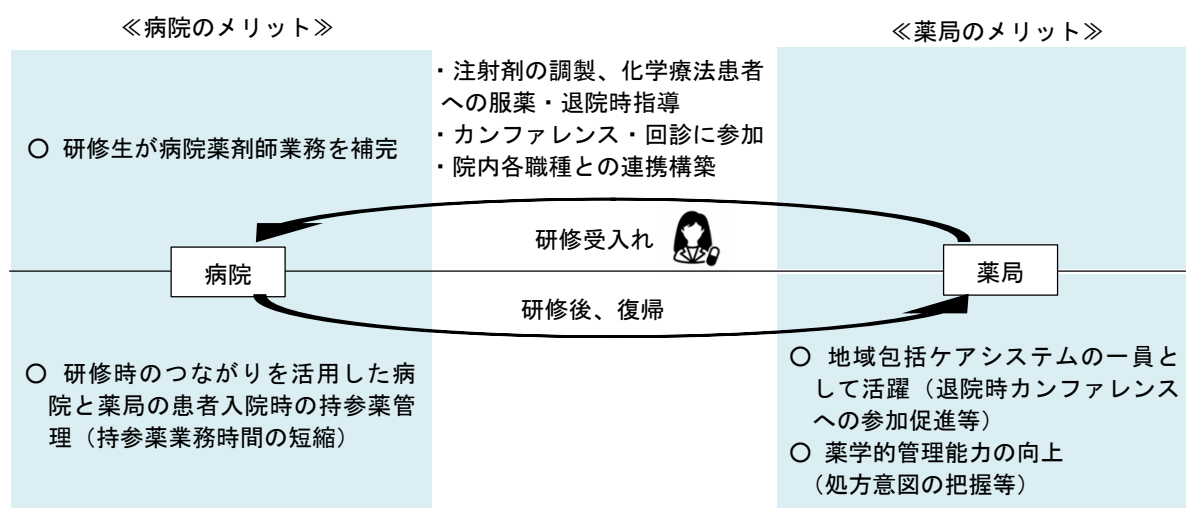 ≪病院のメリット≫
≪薬局のメリット≫
○ 研修生が病院薬剤師業務を補完
・注射剤の調製、化学療法患者
への服薬・退院時指導
・カンファレンス・回診に参加
・院内各職種との連携構築
研修受入れ
病院
薬局
研修後、復帰
○ 研修時のつながりを活用した病
院と薬局の患者入院時の持参薬管
理（持参薬業務時間の短縮）
○ 地域包括ケアシステムの一員と
して活躍（退院時カンファレンス
への参加促進等）
○ 薬学的管理能力の向上
（処方意図の把握等）